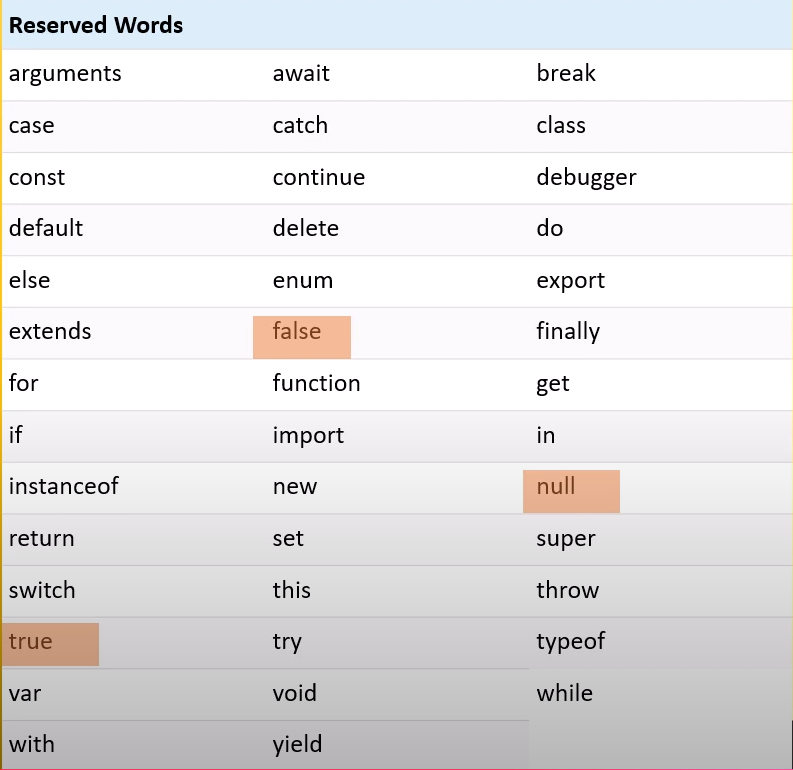 Reserved Words
arguments await break
case catch class
const continue debugger
default delete do
else enum export
extends false finally
for function get
if import in
instanceof new null
return set super
switch this throw
true try typeof
var void while
with yield